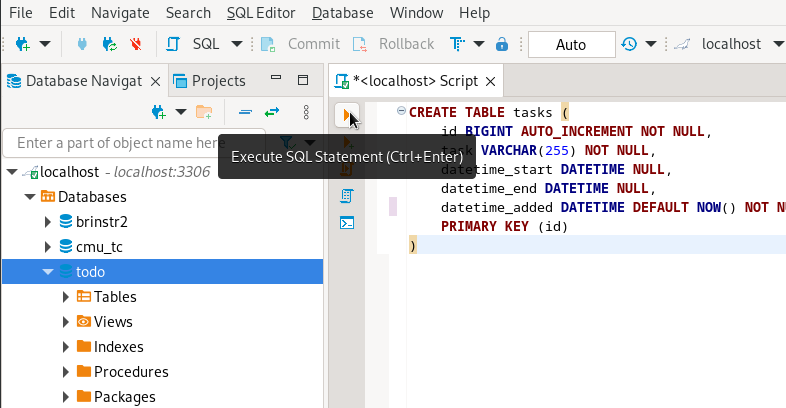 File Edit Navigate Search SQL Editor Database Window Help
SQL Commit Rollback Auto localhost
Database Navigat Projects
*<localhost> Script
Enter a part of object name here
localhost - localhost:3306
Databases
brinstr2
cmu_tc
todo
Tables
Views
Indexes
Procedures
Packages
CREATE TABLE tasks (
id BIGINT AUTO_INCREMENT NOT NULL,
task VARCHAR(255) NOT NULL,
datetime_start DATETIME NULL,
datetime_end DATETIME NULL,
datetime_added DATETIME DEFAULT NOW() NOT NU
PRIMARY KEY (id)
)
Execute SQL Statement (Ctrl+Enter)